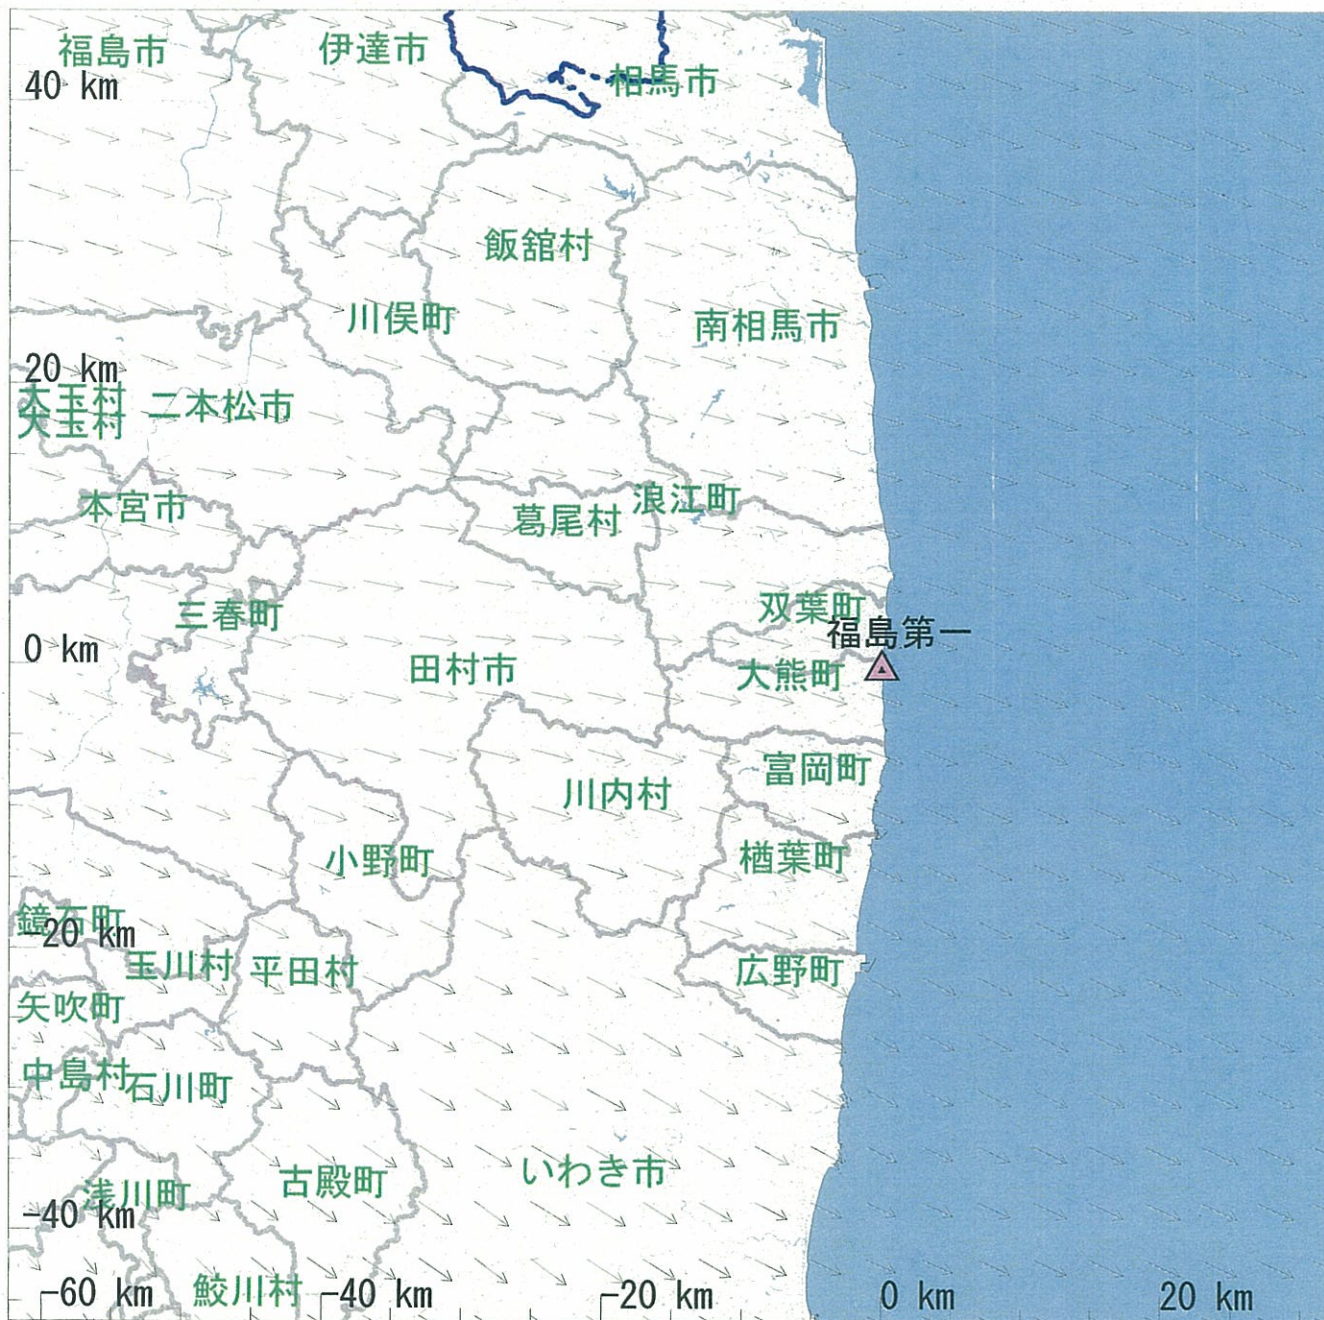 福島市
伊達市
相馬市
40 km
飯舘村
川俣町
南相馬市
20 km
大玉村
二本松市
大玉村
本宮市
葛尾村
浪江町
三春町
双葉町
福島第一
0 km
田村市
大熊町
富岡町
川内村
小野町
楢葉町
鏡石町
-20 km
玉川村
平田村
広野町
矢吹町
中島村
石川町
いわき市
古殿町
浅川町
-40 km
鮫川村
-60 km
-40 km
-20 km
0 km
20 km